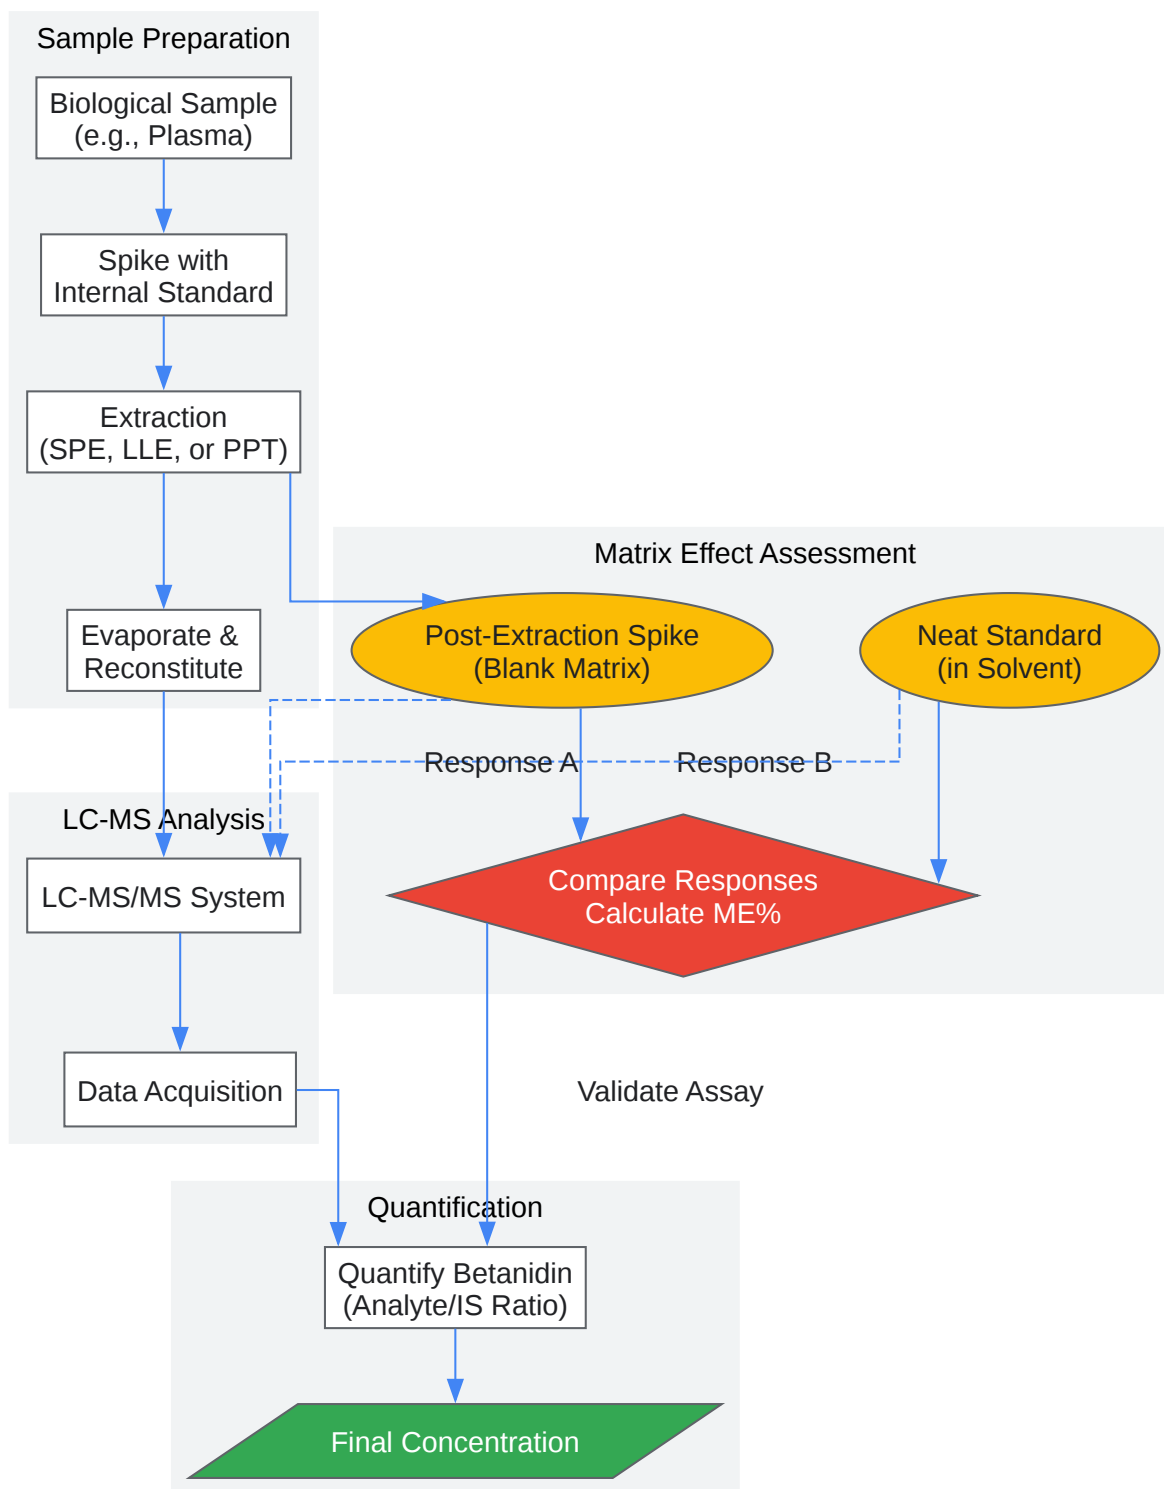 Sample Preparation
Biological Sample
(e.g., Plasma)
Spike with
Internal Standard
Extraction
(SPE, LLE, or PPT)
Evaporate &
Reconstitute
Matrix Effect Assessment
Post-Extraction Spike
(Blank Matrix)
Neat Standard
(in Solvent)
Response A
Response B
LC-MS Analysis
LC-MS/MS System
Compare Responses
Calculate ME%
Data Acquisition
Validate Assay
Quantification
Quantify Betanidin
(Analyte/IS Ratio)
Final Concentration